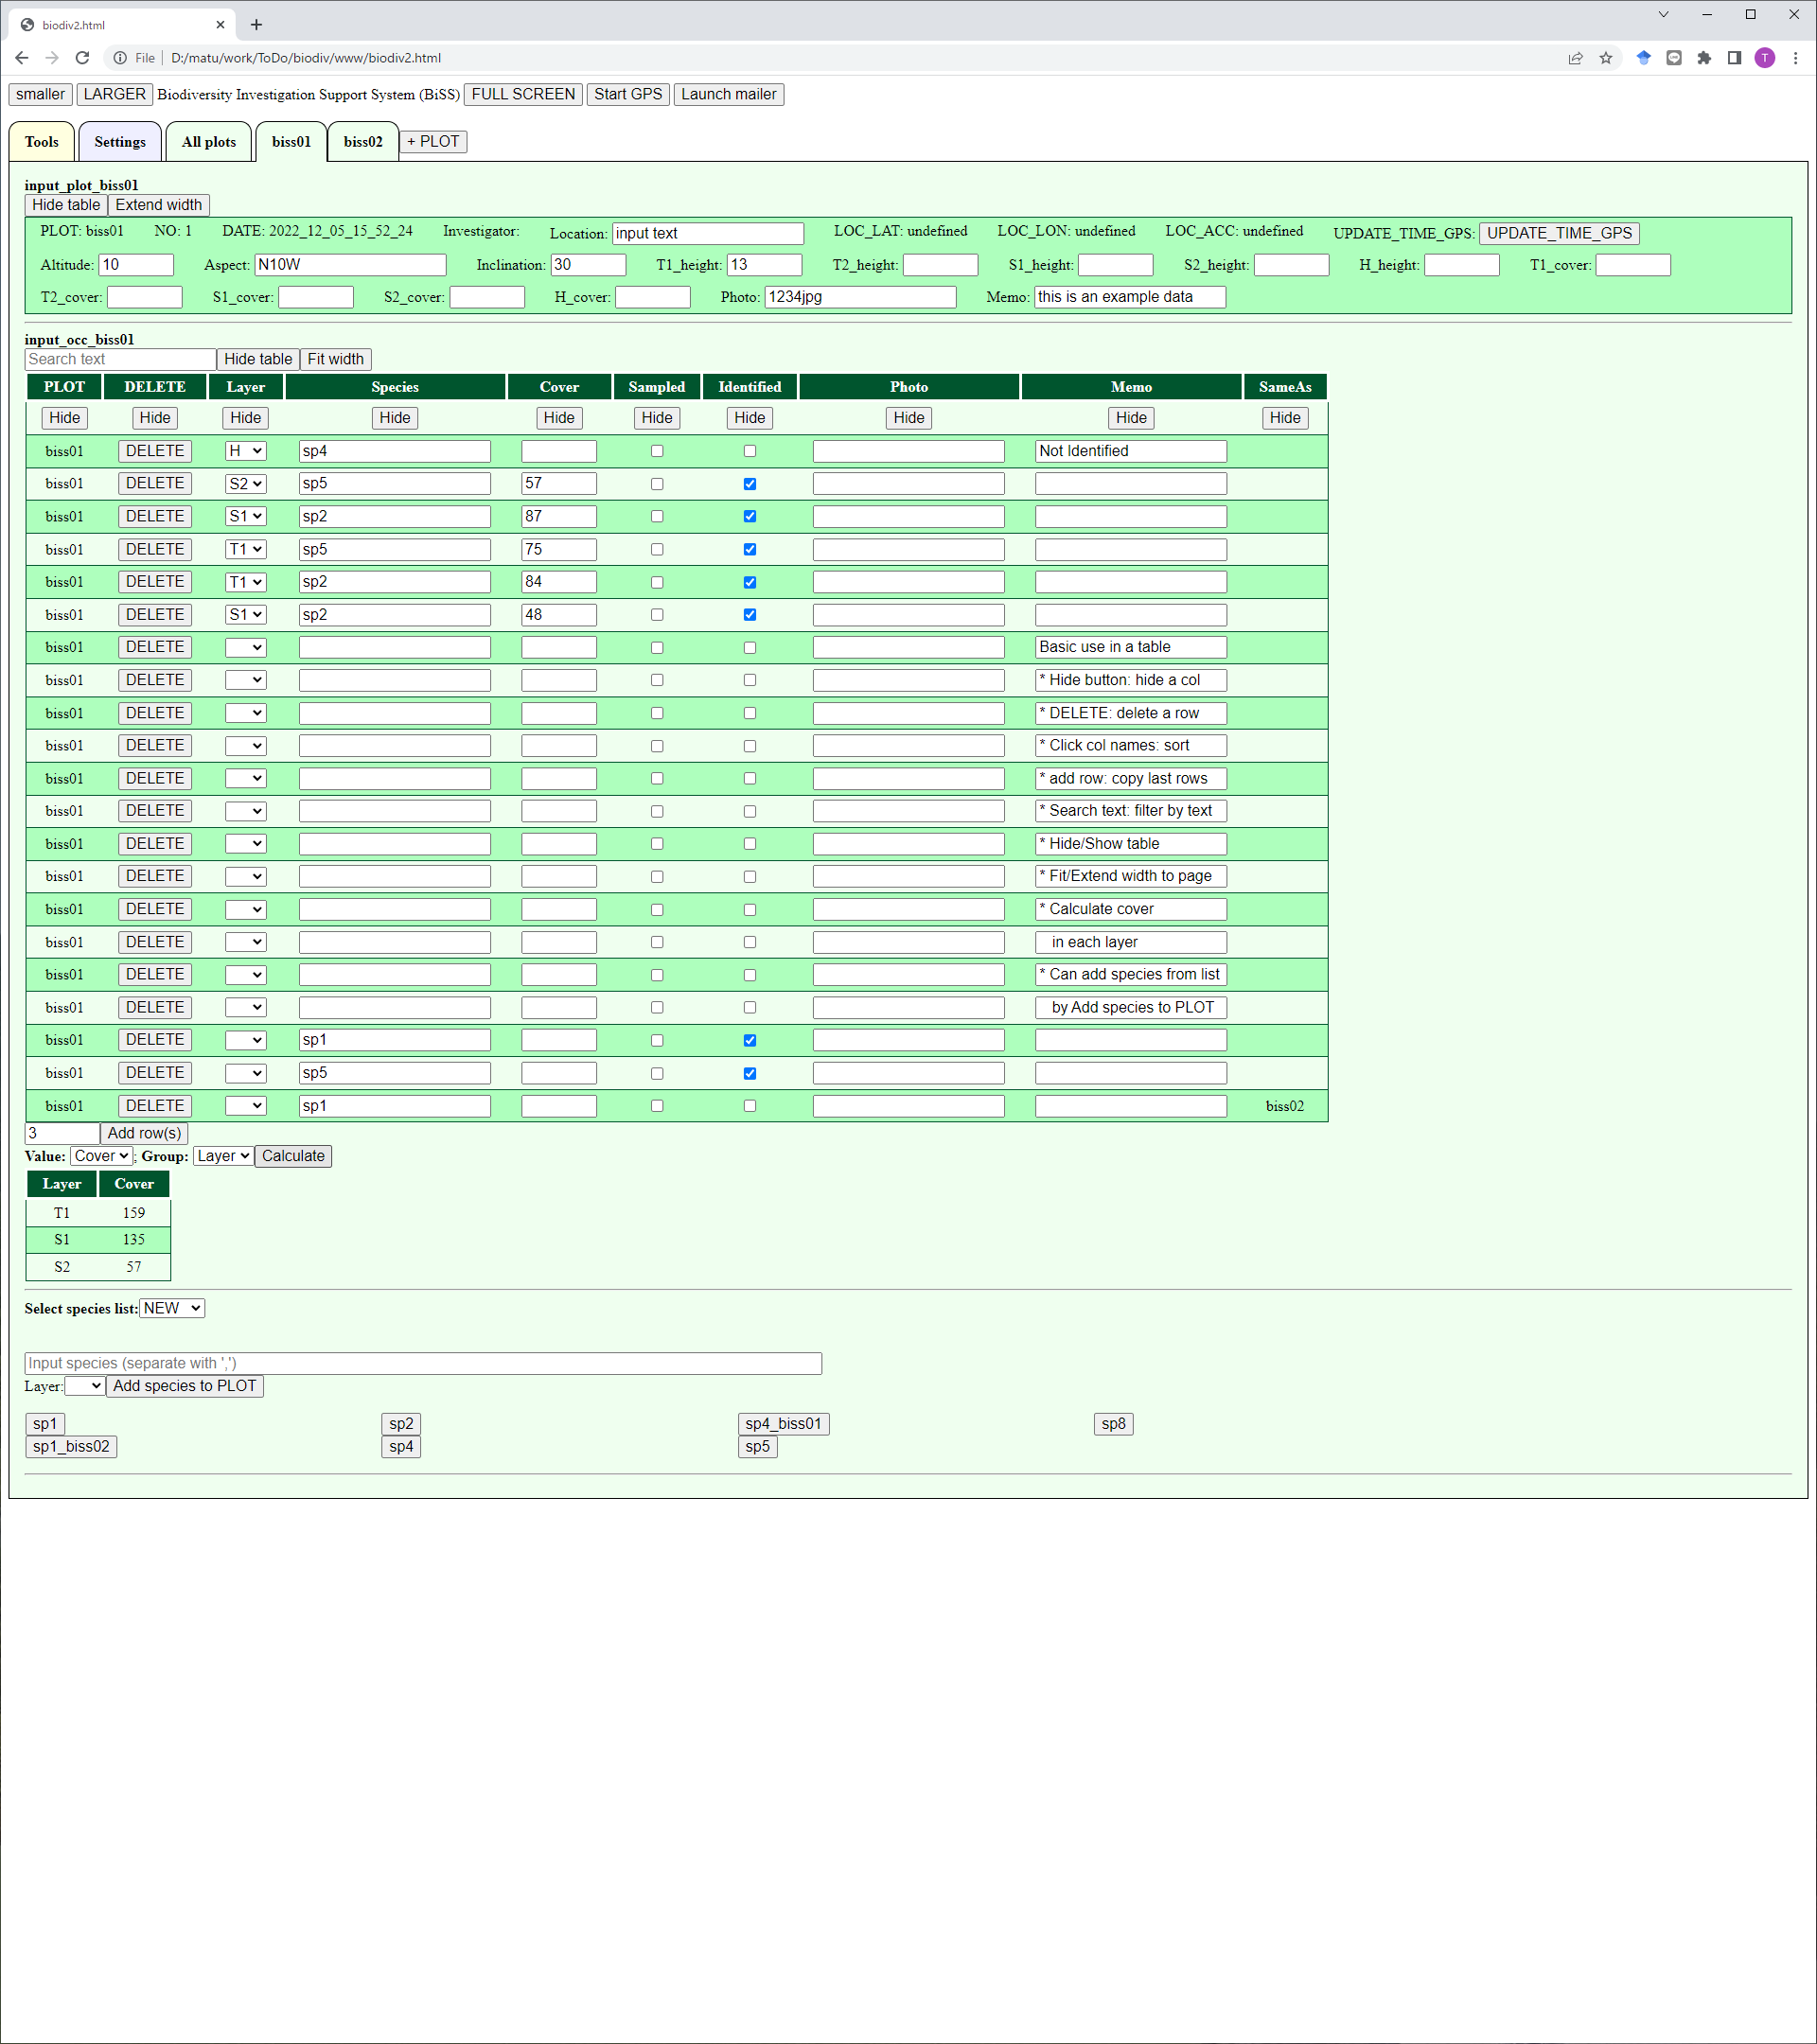 biodiv2.html
File D:/matu/work/ToDo/biodiv/www/biodiv2.html T
smaller LARGER Biodiversity Investigation Support System (BiSS) FULL SCREEN Start GPS Launch mailer
Tools Settings All plots biss01 biss02 + PLOT
input_plot_biss01
Hide table Extend width
PLOT: biss01 NO: 1 DATE: 2022_12_05_15_52_24 Investigator: Location: input text LOC_LAT: undefined LOC_LON: undefined LOC_ACC: undefined UPDATE_TIME_GPS: UPDATE_TIME_GPS
Altitude: 10 Aspect: N10W Inclination: 30 T1_height: 13 T2_height: S1_height: S2_height: H_height: T1_cover:
T2_cover: S1_cover: S2_cover: H_cover: Photo: 1234jpg Memo: this is an example data
input_occ_biss01
Search text Hide table Fit width
PLOT DELETE Layer Species Cover Sampled Identified Photo Memo SameAs
Hide Hide Hide Hide Hide Hide Hide Hide Hide Hide
biss01 DELETE H sp4 Not Identified
biss01 DELETE S2 sp5 57
biss01 DELETE S1 sp2 87
biss01 DELETE T1 sp5 75
biss01 DELETE T1 sp2 84
biss01 DELETE S1 sp2 48
biss01 DELETE Basic use in a table
biss01 DELETE * Hide button: hide a col
biss01 DELETE * DELETE: delete a row
biss01 DELETE * Click col names: sort
biss01 DELETE * add row: copy last rows
biss01 DELETE * Search text: filter by text
biss01 DELETE * Hide/Show table
biss01 DELETE * Fit/Extend width to page
biss01 DELETE * Calculate cover
biss01 DELETE in each layer
biss01 DELETE * Can add species from list
biss01 DELETE by Add species to PLOT
biss01 DELETE sp1
biss01 DELETE sp5
biss01 DELETE sp1 biss02
3 Add row(s)
Value: Cover ; Group: Layer Calculate
Layer Cover
T1 159
S1 135
S2 57
Select species list: NEW
Input species (separate with ',')
Layer: Add species to PLOT
sp1 sp2 sp4_biss01 sp8
sp1_biss02 sp4 sp5